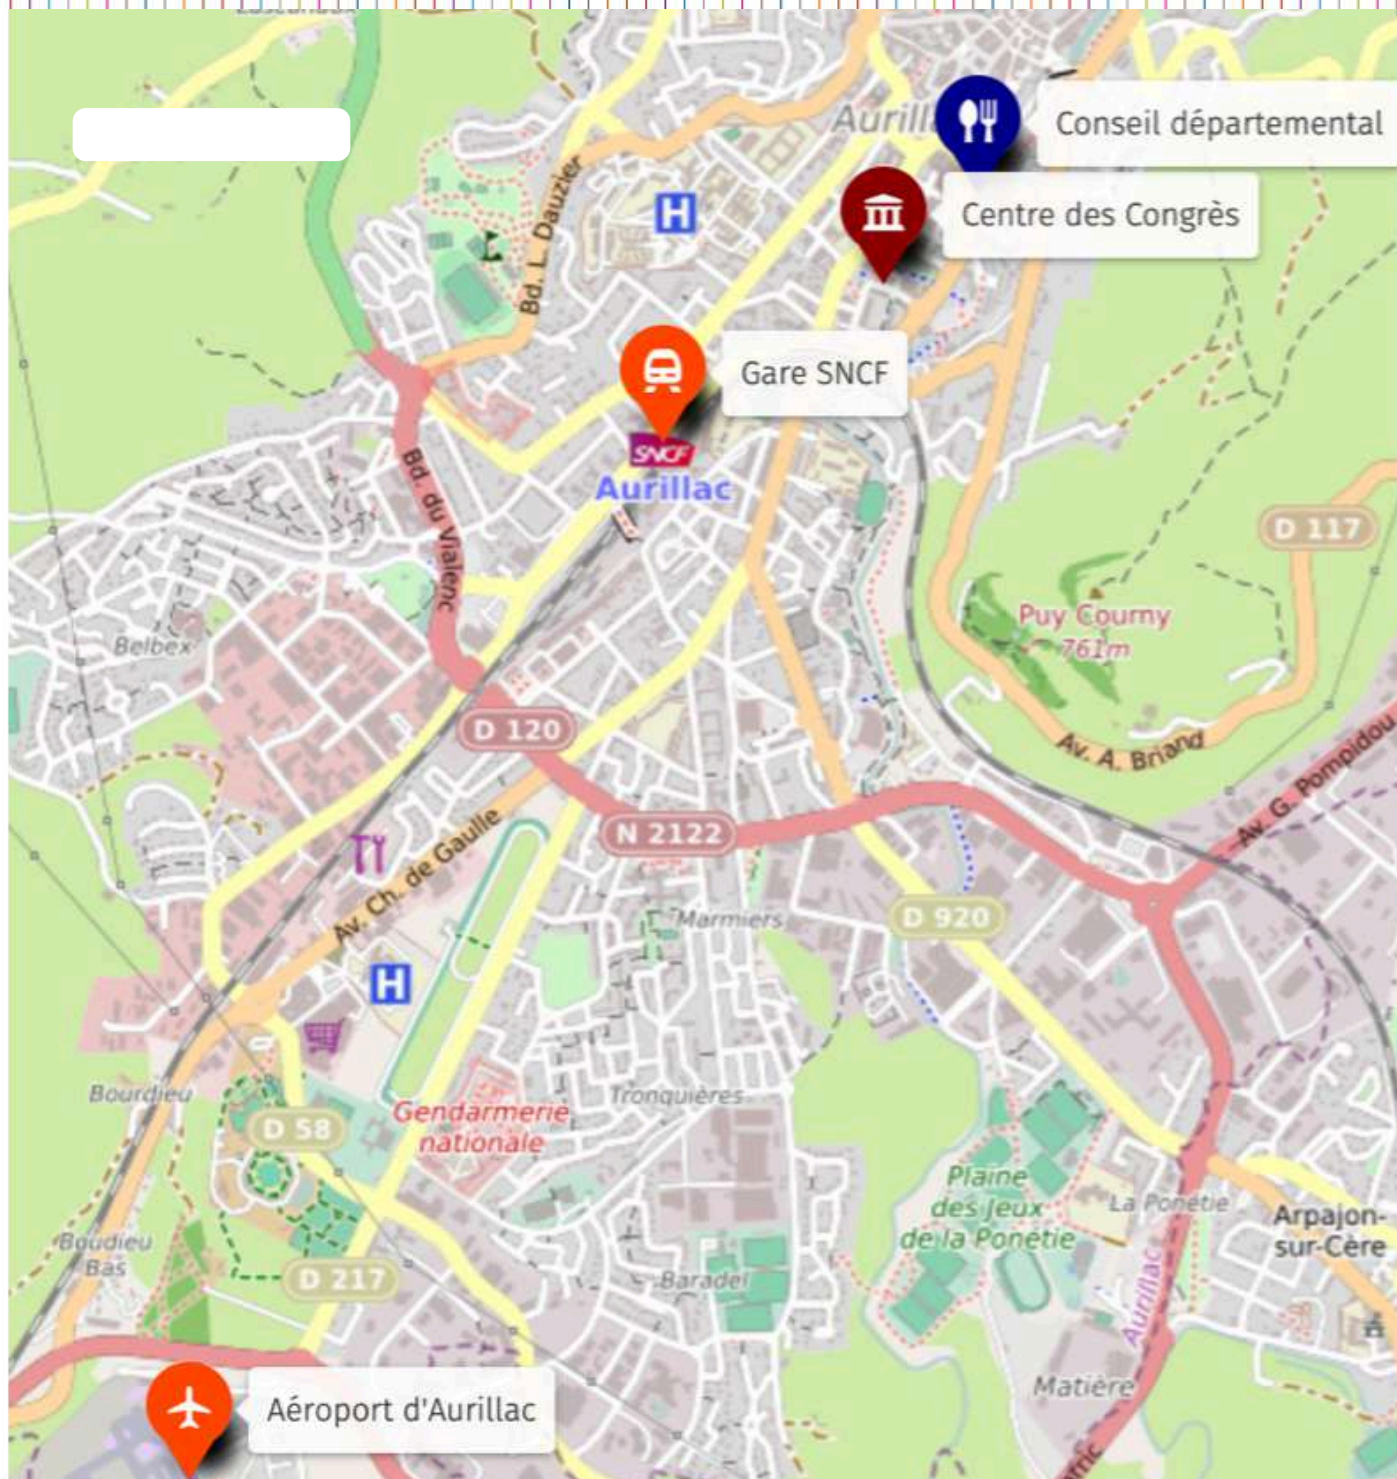 Aurill
Conseil départemental
Centre des Congrès
Bd. L. Dauzier
H
Gare SNCF
SNCF
Aurillac
Bd. du Vialenc
D 117
Puy Courny
761m
Belbex
D 120
Av. A. Briand
Av. G. Pompidou
N 2122
Av. Ch. de Gaulle
D 920
Marmiers
H
Bourdieu
Tronquières
Gendarmerie
nationale
D 58
Plaine
des Jeux
de la Ponétie
La Ponétie
Arpajon-
sur-Cère
Boudieu
Bas
D 217
Baradel
Aurillac
Matière
Aéroport d'Aurillac